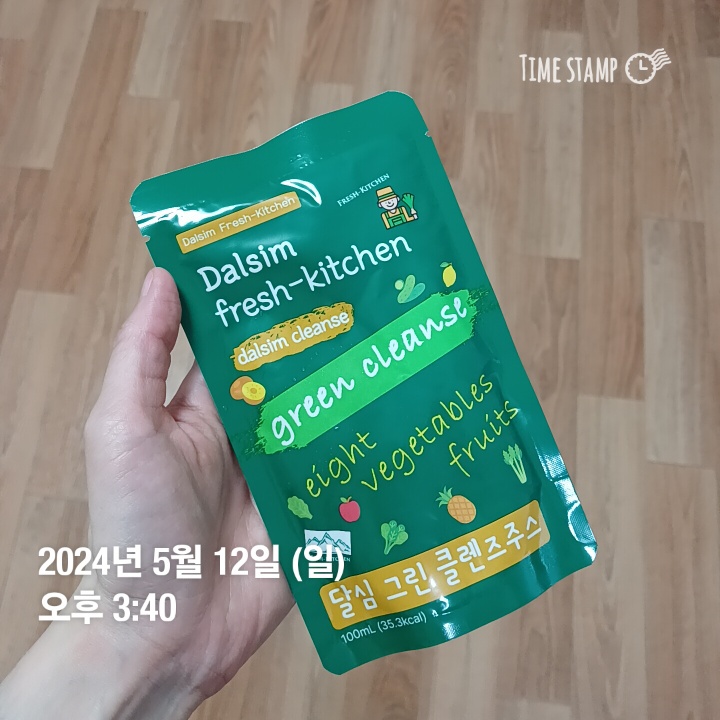 TIME STAMP
FRESH-KITCHEN
Dalsim Fresh-Kitchen
Dalsim
fresh-kitchen
dalsim cleanse
green cleanse
eight
vegetables
fruits
달심 그린 클렌즈주스
100mL (35.3kcal)
2024년 5월 12일 (일)
오후 3:40